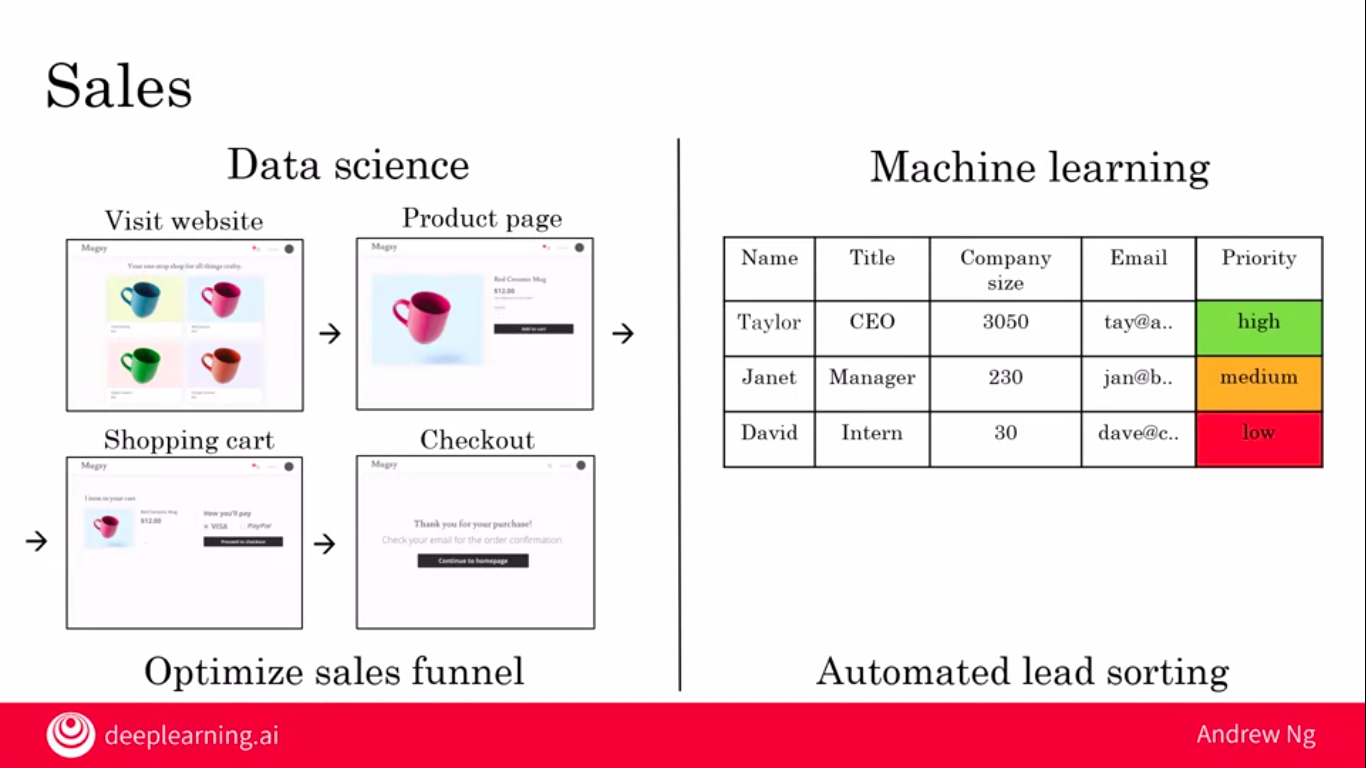 Sales
Data science
Visit website
Mugsy
Your one-stop shop for all things crafty.
Product page
Mugsy
Red Ceramic Mug
$12.00
Add to cart
Shopping cart
Mugsy
1 item in your cart
Red Ceramic Mug
$12.00
How you'll pay
VISA PayPal
Proceed to checkout
Checkout
Mugsy
Thank you for your purchase!
Check your email for the order confirmation.
Continue to homepage
Optimize sales funnel
Machine learning
Name Title Company size Email Priority
Taylor CEO 3050 tay@a.. high
Janet Manager 230 jan@b.. medium
David Intern 30 dave@c.. low
Automated lead sorting
deeplearning.ai
Andrew Ng